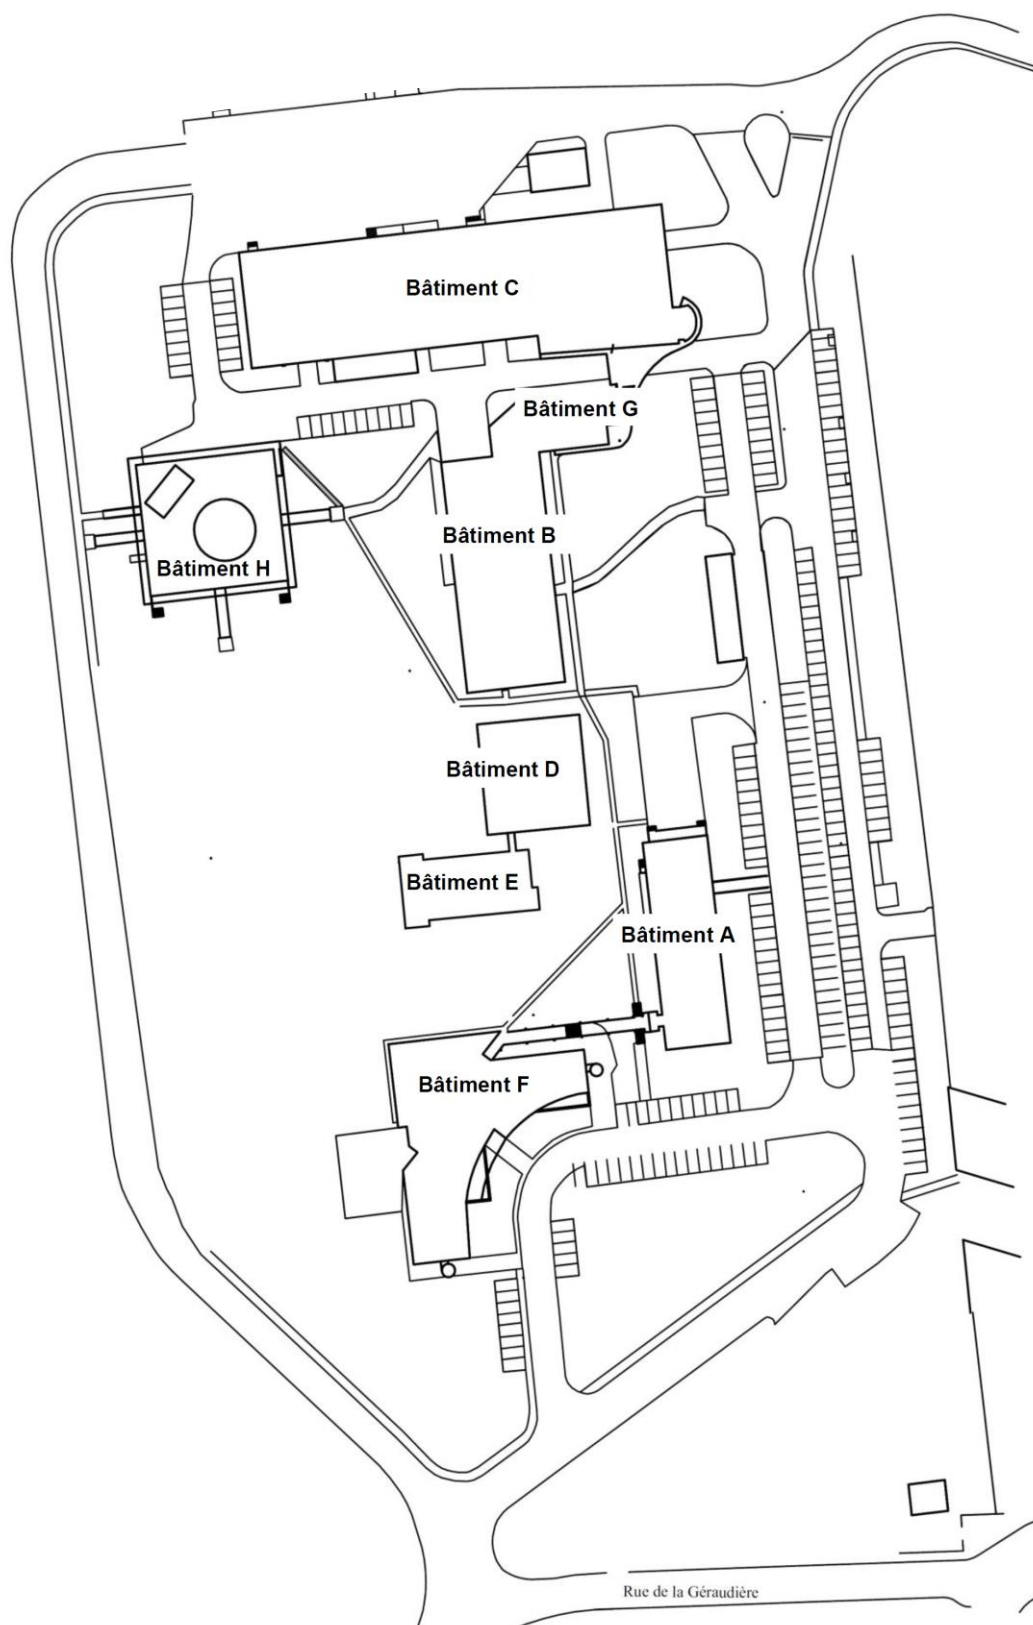 Bâtiment C
Bâtiment G
Bâtiment B
Bâtiment H
Bâtiment D
Bâtiment E
Bâtiment A
Bâtiment F
Rue de la Géraudière